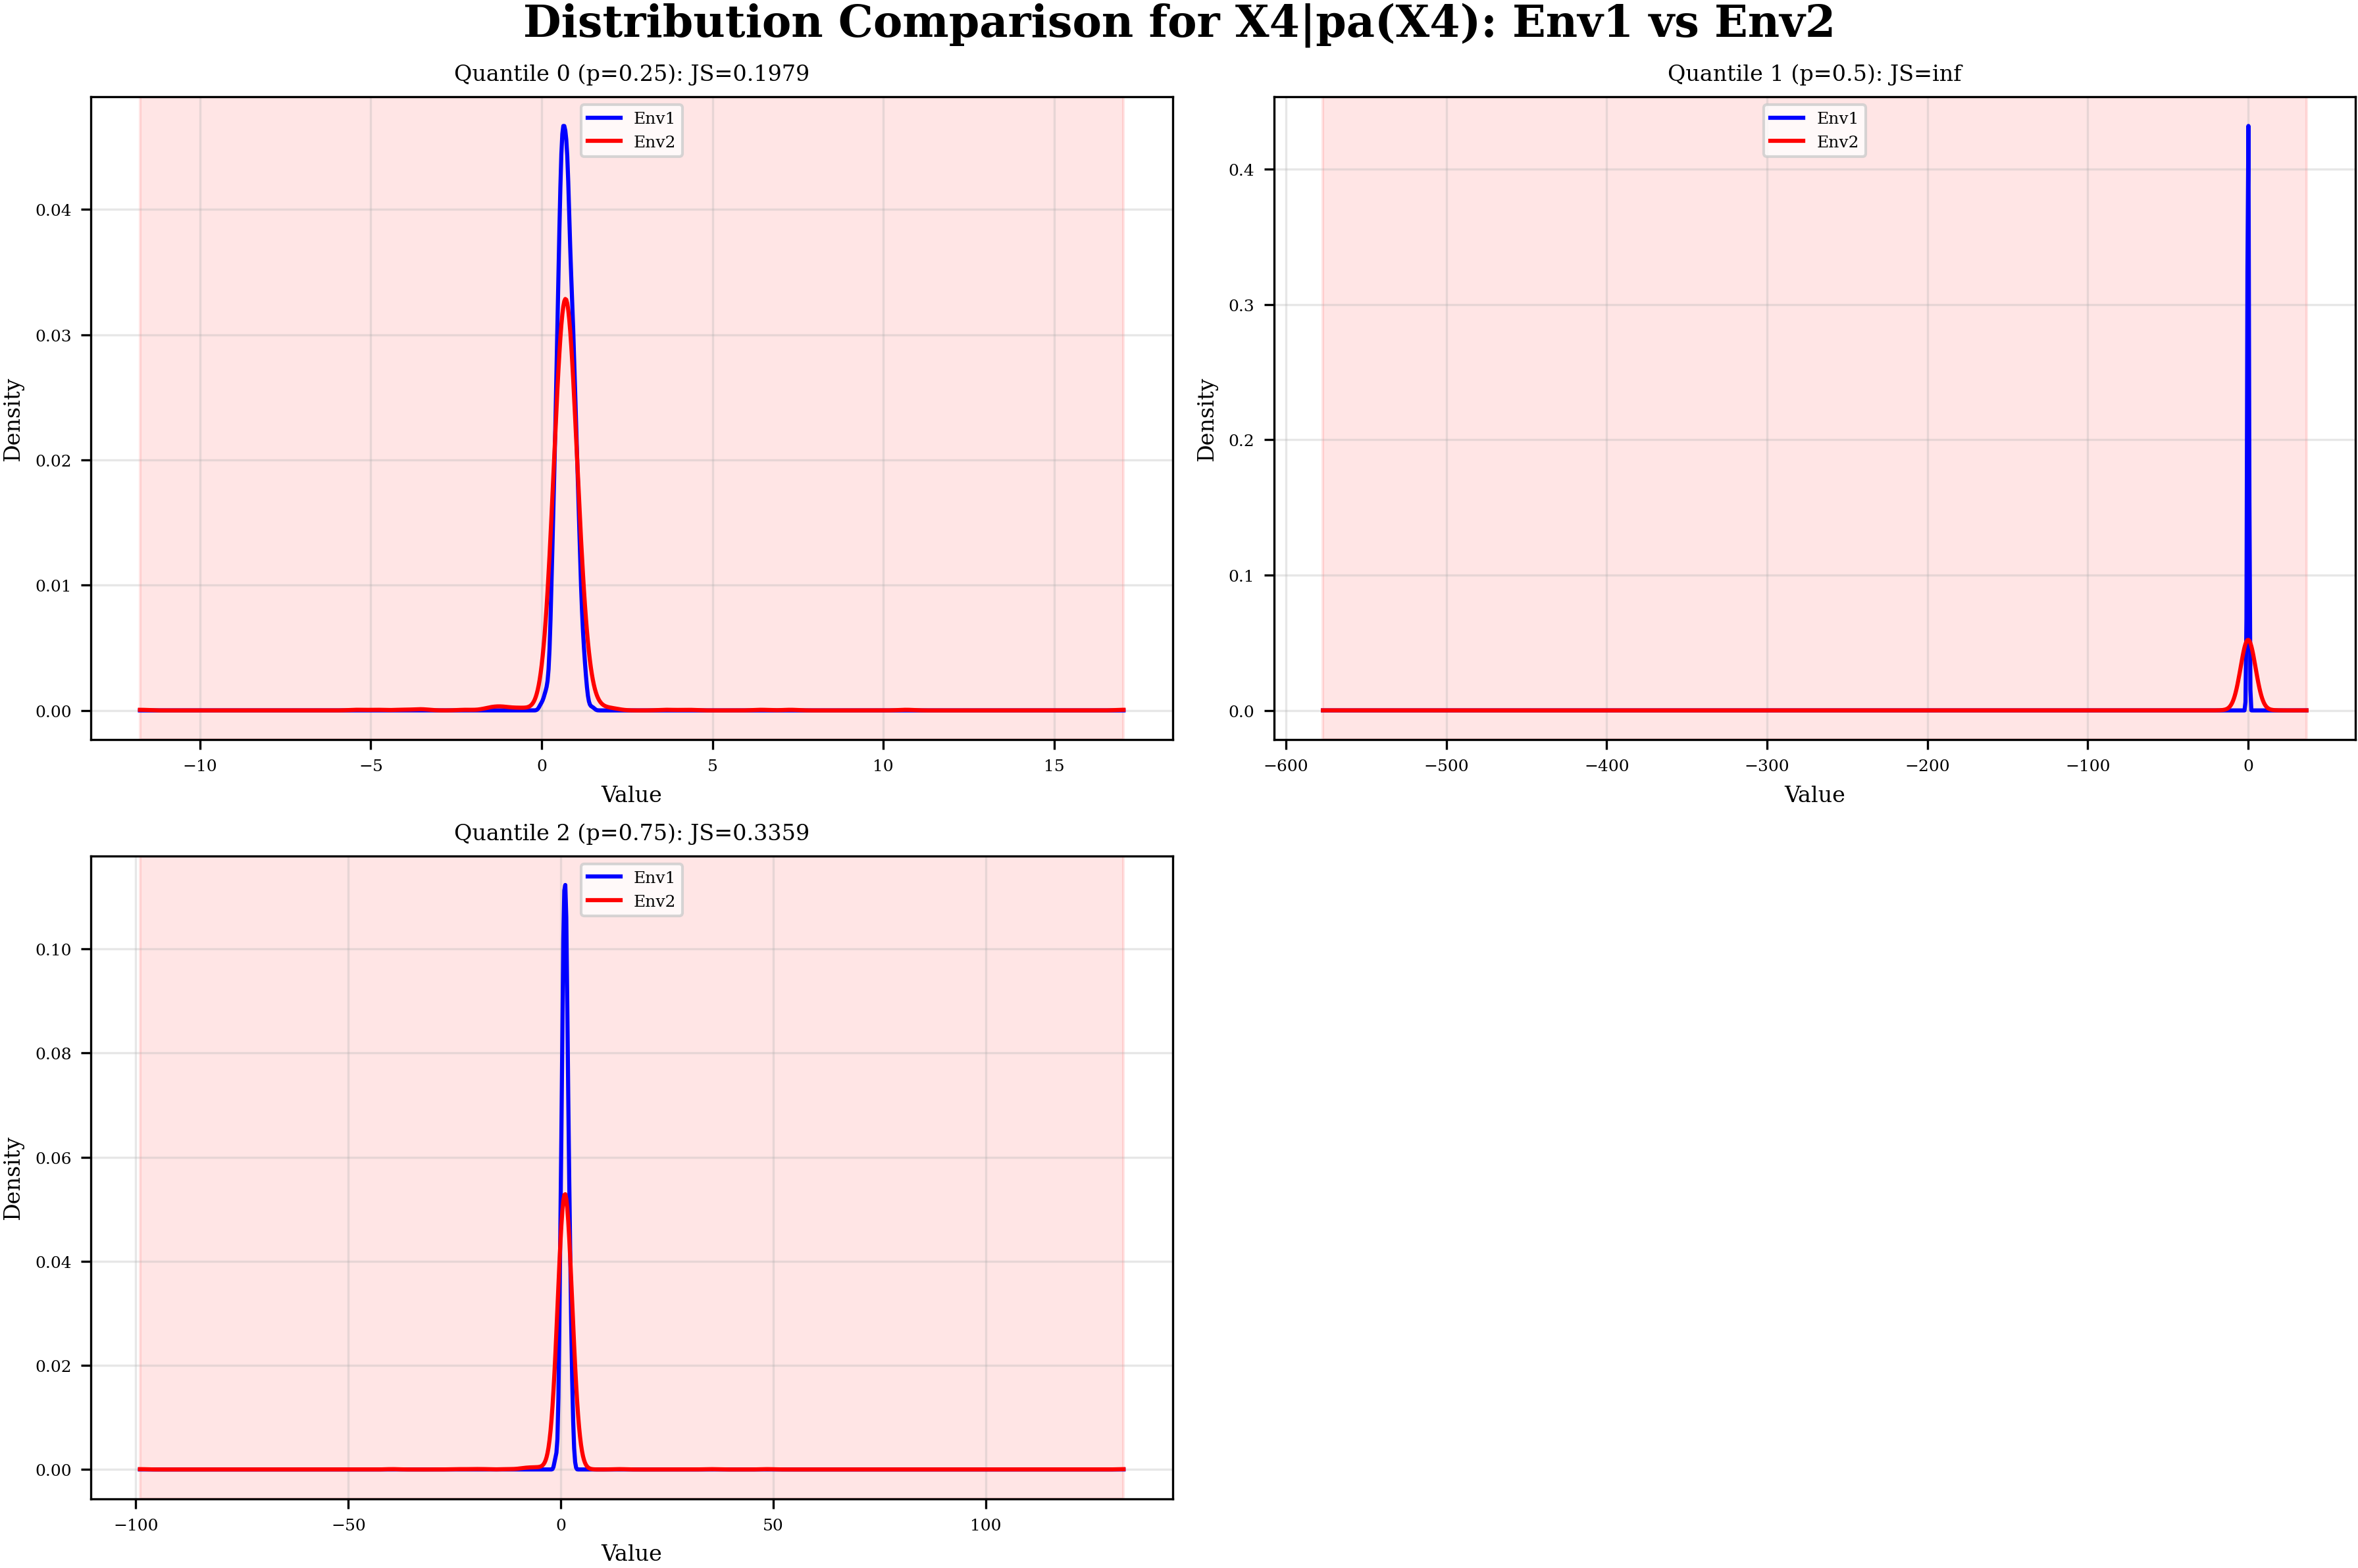 Distribution Comparison for X4|pa(X4): Env1 vs Env2
Quantile 0 (p=0.25): JS=0.1979
Env1
Env2
0.04
0.03
0.02
0.01
0.00
Density
−10
−5
0
5
10
15
Value
Quantile 1 (p=0.5): JS=inf
Env1
Env2
0.4
0.3
0.2
0.1
0.0
Density
−600
−500
−400
−300
−200
−100
0
Value
Quantile 2 (p=0.75): JS=0.3359
Env1
Env2
0.10
0.08
0.06
0.04
0.02
0.00
Density
−100
−50
0
50
100
Value